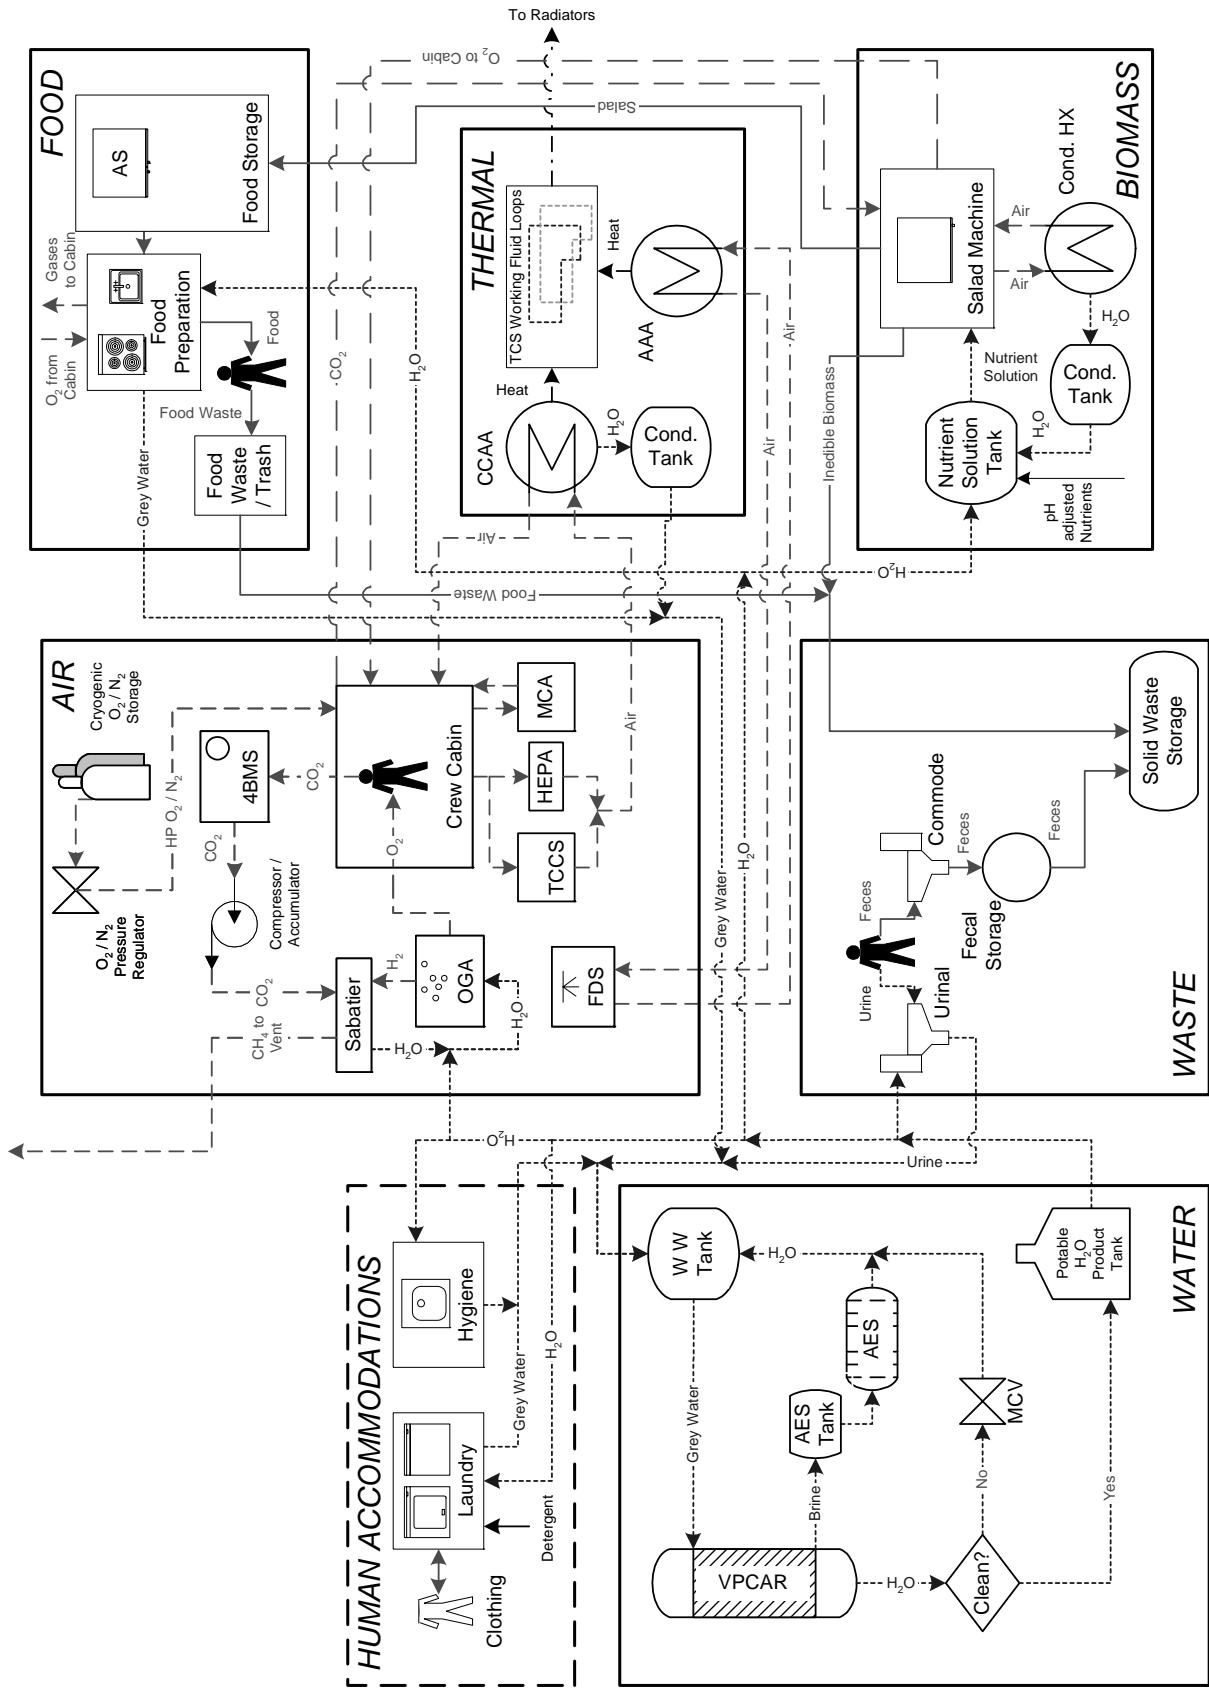 To Radiators
FOOD
AS
Food Storage
Gases
to Cabin
O2 from
Cabin
Food
Preparation
Food
Food Waste
Food
Waste
/ Trash
Grey Water
CO2
O2 to Cabin
Salad
H2O
THERMAL
TCS Working Fluid Loops
Heat
Heat
AAA
CCAA
H2O
Cond.
Tank
Air
Air
Air
BIOMASS
Cond. HX
Salad Machine
Air
Air
H2O
Cond.
Tank
H2O
Nutrient
Solution
Nutrient
Solution
Tank
pH
adjusted
Nutrients
Inedible Biomass
H2O
Food Waste
AIR
Cryogenic
O2 / N2
Storage
HP O2 / N2
O2 / N2
Pressure
Regulator
4BMS
CO2
CO2
Compressor /
Accumulator
CO2
CH4 to
Vent
Sabatier
H2
OGA
H2O
H2O
O2
Crew Cabin
MCA
HEPA
TCCS
FDS
Air
Grey Water
H2O
WASTE
Solid Waste
Storage
Commode
Feces
Feces
Feces
Fecal
Storage
Urine
Urinal
Urine
H2O
HUMAN ACCOMMODATIONS
Hygiene
Laundry
Grey Water
H2O
Detergent
Clothing
WATER
W W
Tank
H2O
Grey Water
AES
AES
Tank
Brine
VPCAR
H2O
Clean?
No
Yes
MCV
Potable
H2O
Product
Tank